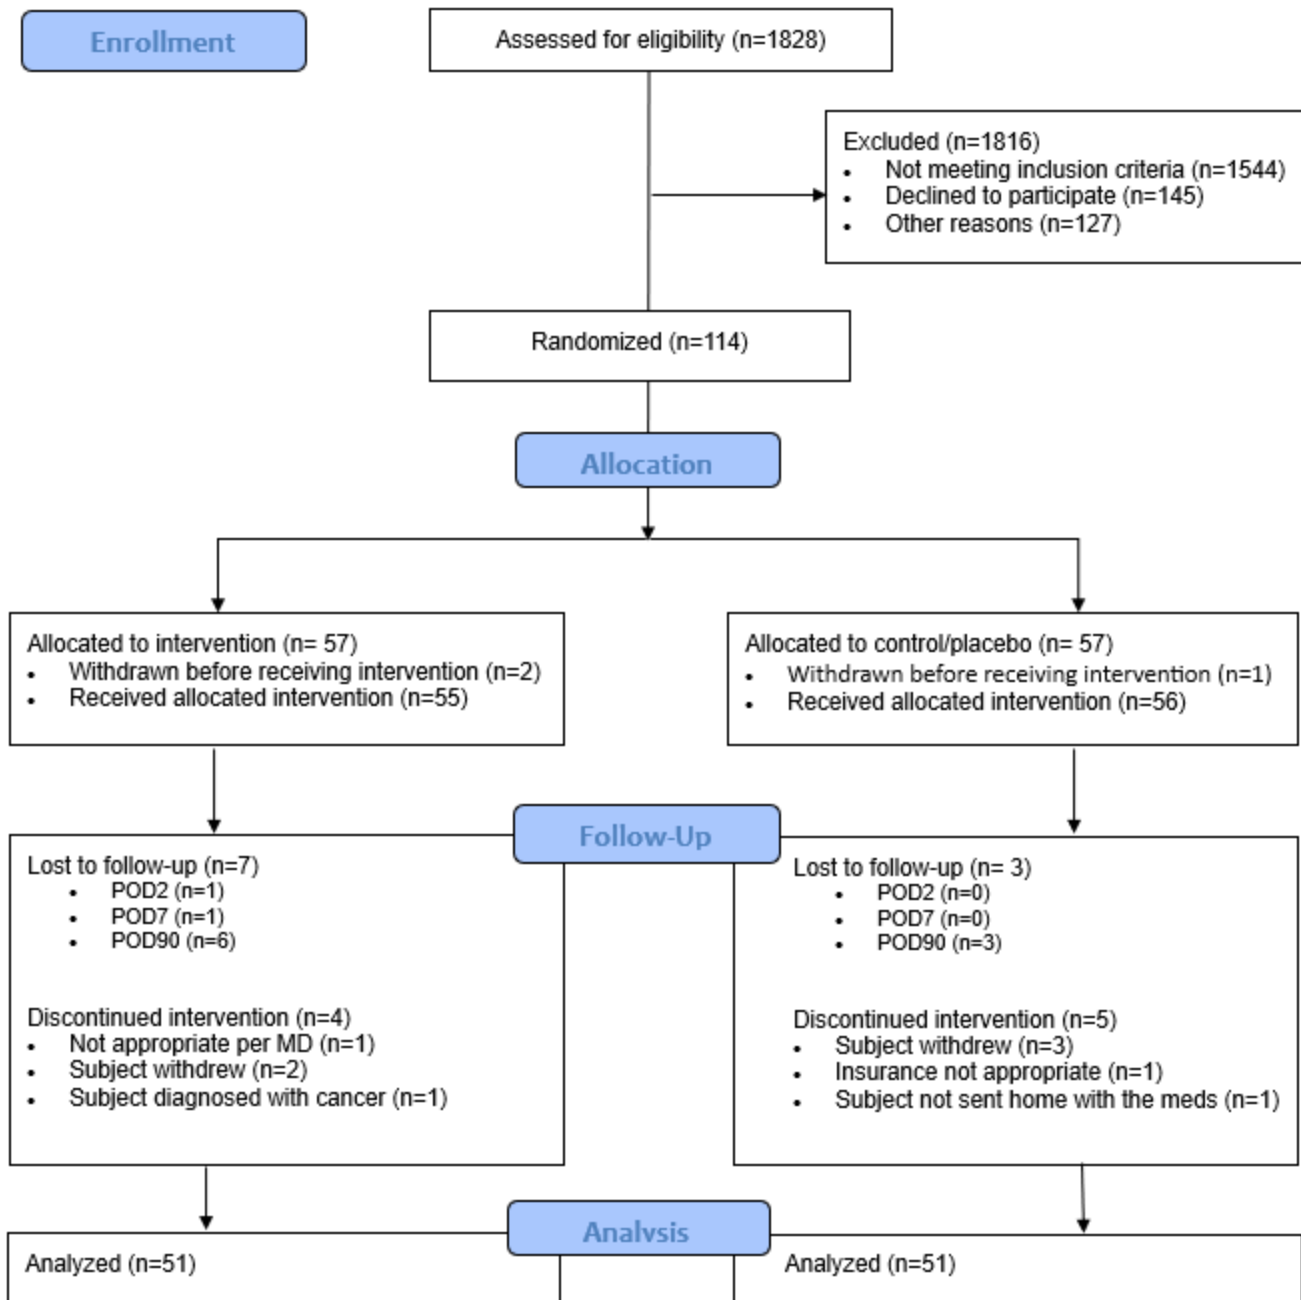 Enrollment
Assessed for eligibility (n=1828)
Excluded (n=1816)
• Not meeting inclusion criteria (n=1544)
• Declined to participate (n=145)
• Other reasons (n=127)
Randomized (n=114)
Allocation
Allocated to intervention (n= 57)
• Withdrawn before receiving intervention (n=2)
• Received allocated intervention (n=55)
Allocated to control/placebo (n= 57)
• Withdrawn before receiving intervention (n=1)
• Received allocated intervention (n=56)
Follow-Up
Lost to follow-up (n=7)
• POD2 (n=1)
• POD7 (n=1)
• POD90 (n=6)
Discontinued intervention (n=4)
• Not appropriate per MD (n=1)
• Subject withdrew (n=2)
• Subject diagnosed with cancer (n=1)
Lost to follow-up (n= 3)
• POD2 (n=0)
• POD7 (n=0)
• POD90 (n=3)
Discontinued intervention (n=5)
• Subject withdrew (n=3)
• Insurance not appropriate (n=1)
• Subject not sent home with the meds (n=1)
Analysis
Analyzed (n=51)
Analyzed (n=51)